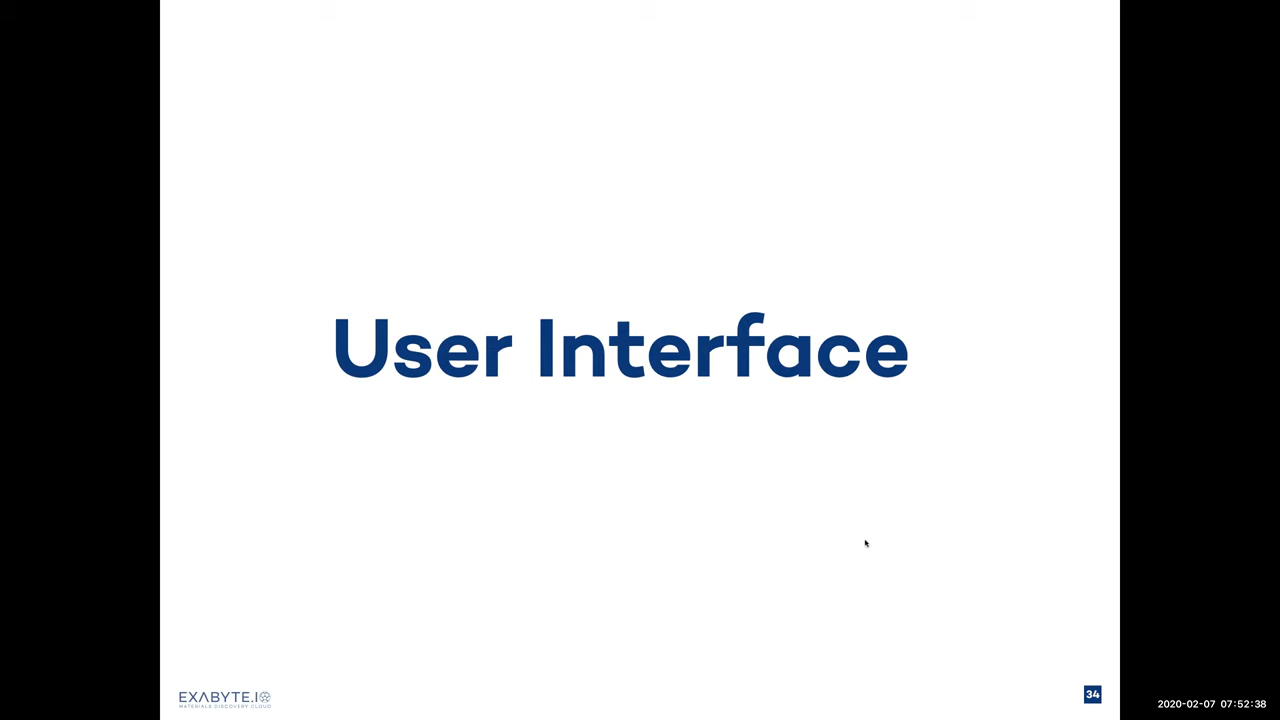 User Interface
EXABYTE.IO
MATERIALS DISCOVERY CLOUD
34
2020-02-07 07:52:38